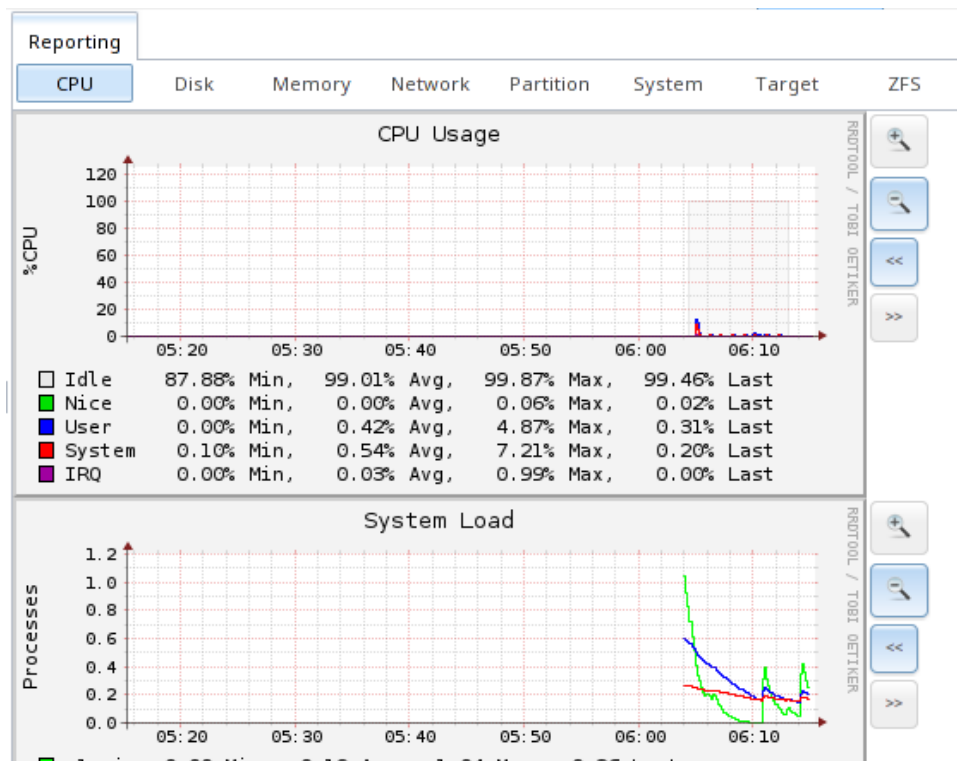 Reporting
CPU Disk Memory Network Partition System Target ZFS
CPU Usage
%CPU
120
100
80
60
40
20
0
05:20 05:30 05:40 05:50 06:00 06:10
RRDTOOL / TOBI OETIKER
<<
>>
Idle 87.88% Min, 99.01% Avg, 99.87% Max, 99.46% Last
Nice 0.00% Min, 0.00% Avg, 0.06% Max, 0.02% Last
User 0.00% Min, 0.42% Avg, 4.87% Max, 0.31% Last
System 0.10% Min, 0.54% Avg, 7.21% Max, 0.20% Last
IRQ 0.00% Min, 0.03% Avg, 0.99% Max, 0.00% Last
System Load
Processes
1.2
1.0
0.8
0.6
0.4
0.2
0.0
05:20 05:30 05:40 05:50 06:00 06:10
RRDTOOL / TOBI OETIKER
<<
>>